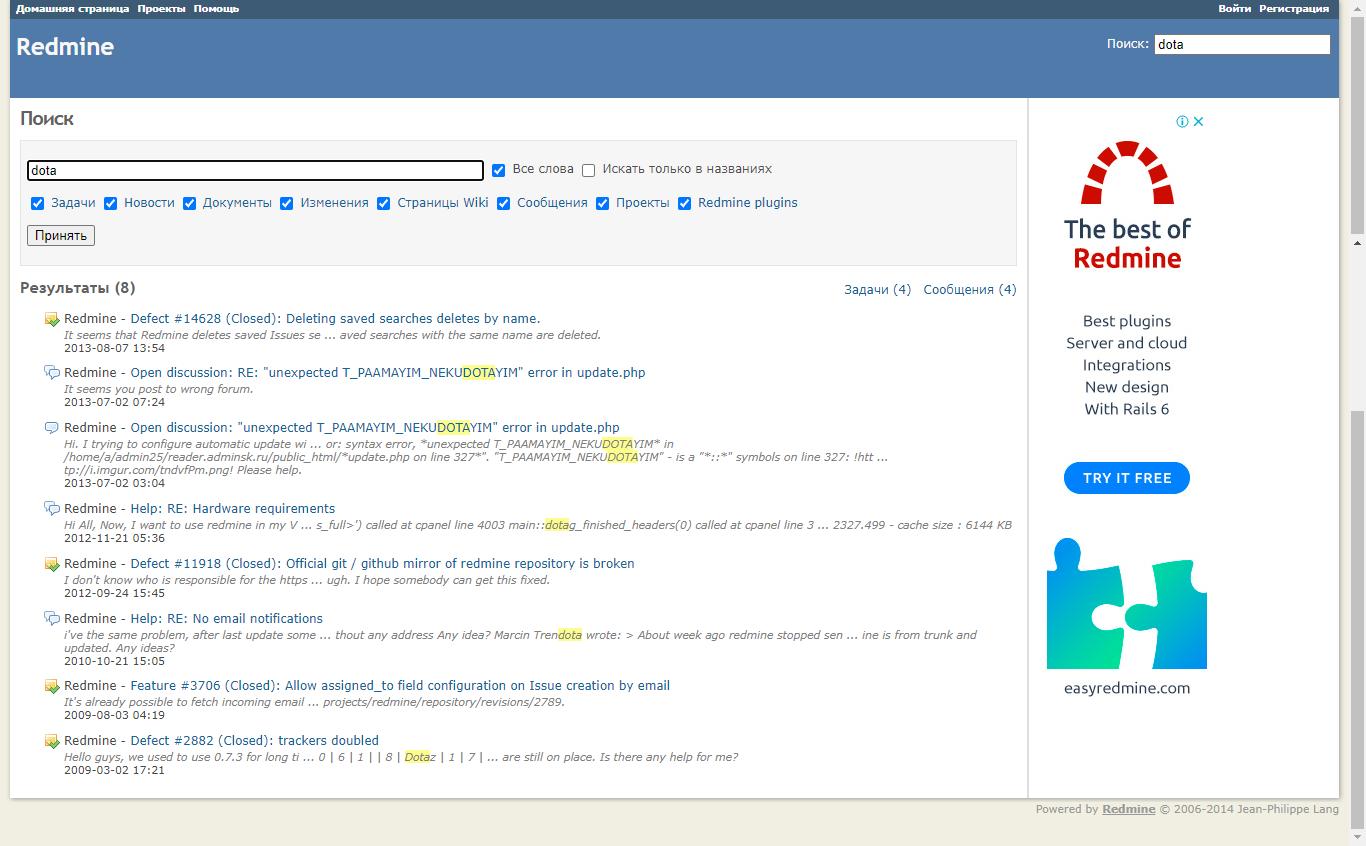 Домашняя страница Проекты Помощь
Войти Регистрация
Redmine
Поиск: dota
Поиск
dota Все слова Искать только в названиях
Задачи Новости Документы Изменения Страницы Wiki Сообщения Проекты Redmine plugins
Принять
Результаты (8)
Задачи (4) Сообщения (4)
Redmine - Defect #14628 (Closed): Deleting saved searches deletes by name.
It seems that Redmine deletes saved Issues se ... aved searches with the same name are deleted.
2013-08-07 13:54
Redmine - Open discussion: RE: "unexpected T_PAAMAYIM_NEKUDOTAYIM" error in update.php
It seems you post to wrong forum.
2013-07-02 07:24
Redmine - Open discussion: "unexpected T_PAAMAYIM_NEKUDOTAYIM" error in update.php
Hi. I trying to configure automatic update wi ... or: syntax error, *unexpected T_PAAMAYIM_NEKUDOTAYIM* in
/home/a/admin25/reader.adminsk.ru/public_html/*update.php on line 327*". "T_PAAMAYIM_NEKUDOTAYIM" - is a "*::*" symbols on line 327: !htt ...
tp://i.imgur.com/tndvfPm.png! Please help.
2013-07-02 03:04
Redmine - Help: RE: Hardware requirements
Hi All, Now, I want to use redmine in my V ... s_full>') called at cpanel line 4003 main::dotag_finished_headers(0) called at cpanel line 3 ... 2327.499 - cache size : 6144 KB
2012-11-21 05:36
Redmine - Defect #11918 (Closed): Official git / github mirror of redmine repository is broken
I don't know who is responsible for the https ... ugh. I hope somebody can get this fixed.
2012-09-24 15:45
Redmine - Help: RE: No email notifications
i've the same problem, after last update some ... thout any address Any idea? Marcin Trendota wrote: > About week ago redmine stopped sen ... ine is from trunk and
updated. Any ideas?
2010-10-21 15:05
Redmine - Feature #3706 (Closed): Allow assigned_to field configuration on Issue creation by email
It's already possible to fetch incoming email ... projects/redmine/repository/revisions/2789.
2009-08-03 04:19
Redmine - Defect #2882 (Closed): trackers doubled
Hello guys, we used to use 0.7.3 for long ti ... 0 | 6 | 1 | | 8 | Dotaz | 1 | 7 | ... are still on place. Is there any help for me?
2009-03-02 17:21
The best of
Redmine
Best plugins
Server and cloud
Integrations
New design
With Rails 6
TRY IT FREE
easyredmine.com
Powered by Redmine © 2006-2014 Jean-Philippe Lang